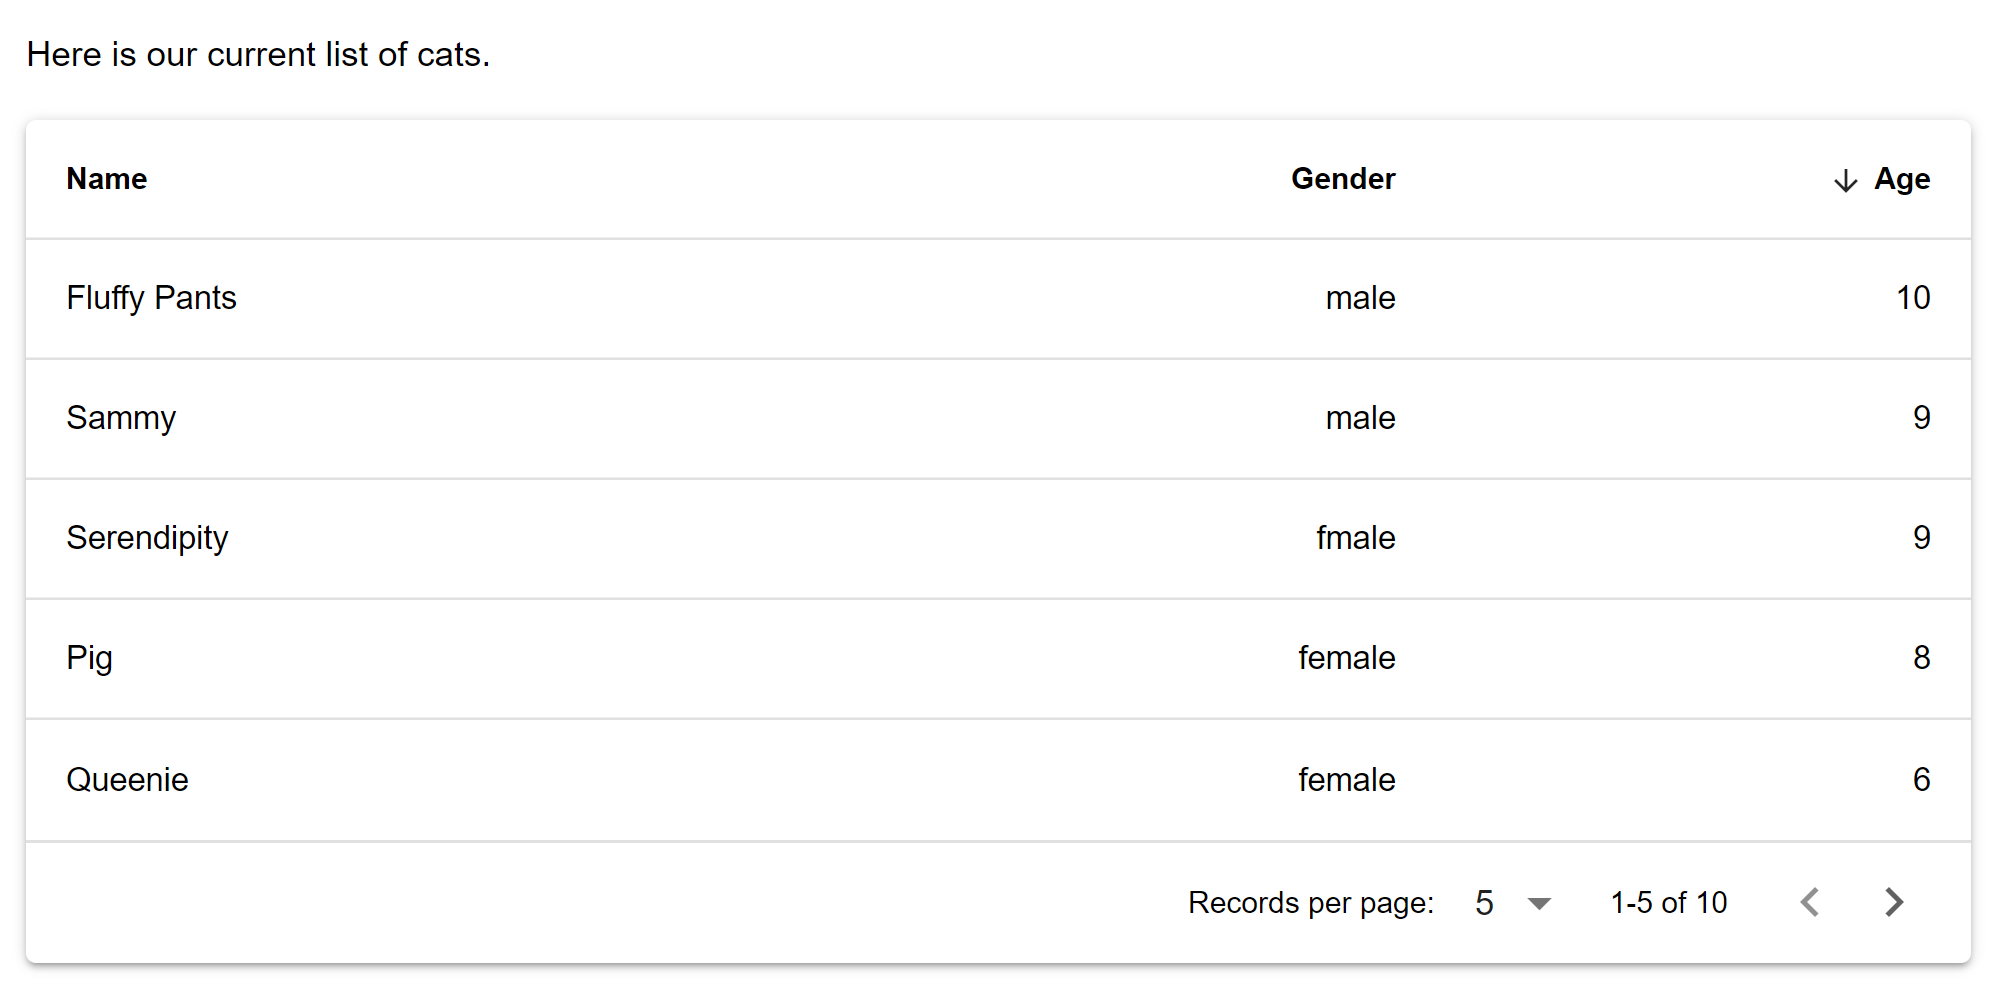 Here is our current list of cats.
Name Gender Age
Fluffy Pants male 10
Sammy male 9
Serendipity fmale 9
Pig female 8
Queenie female 6
Records per page: 5 1-5 of 10